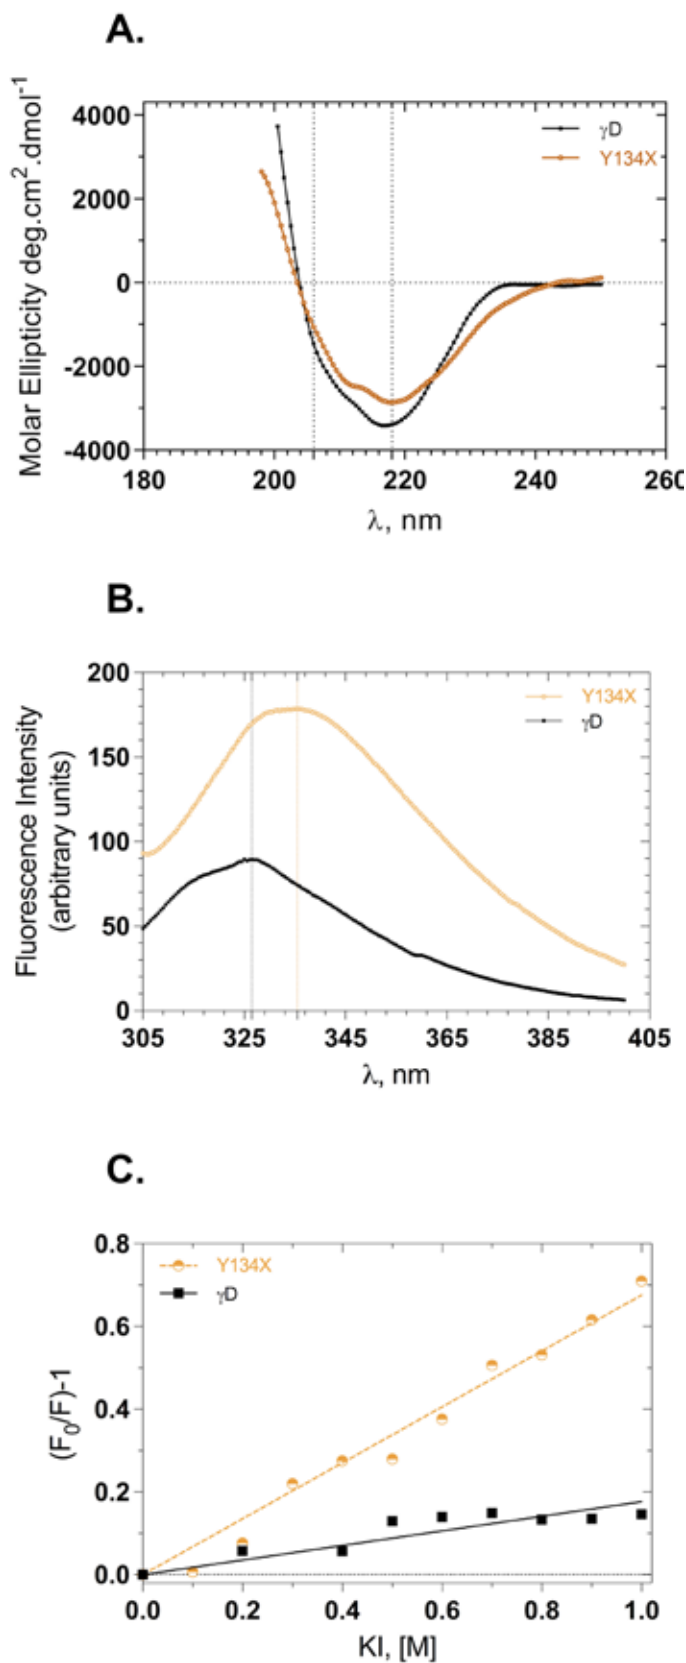 A.
Molar Ellipticity deg.cm².dmol⁻¹
4000
2000
0
-2000
-4000
γD
Y134X
180 200 220 240 260
λ, nm
B.
Fluorescence Intensity
(arbitrary units)
200
150
100
50
0
Y134X
γD
305 325 345 365 385 405
λ, nm
C.
(F₀/F)-1
0.8
0.6
0.4
0.2
0.0
Y134X
γD
0.0 0.2 0.4 0.6 0.8 1.0
KI, [M]